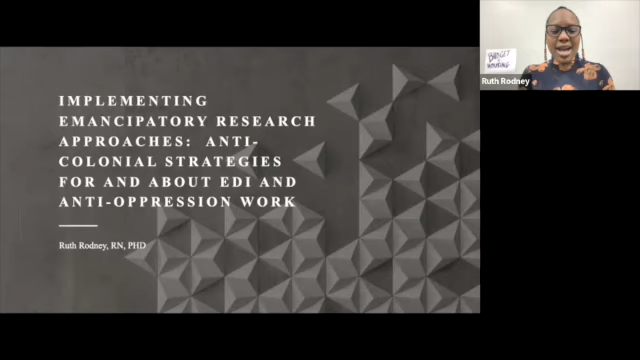 IMPLEMENTING
EMANCIPATORY RESEARCH
APPROACHES: ANTI-
COLONIAL STRATEGIES
FOR AND ABOUT EDI AND
ANTI-OPPRESSION WORK
Ruth Rodney, RN, PHD
BUDGET
Ruth Rodney